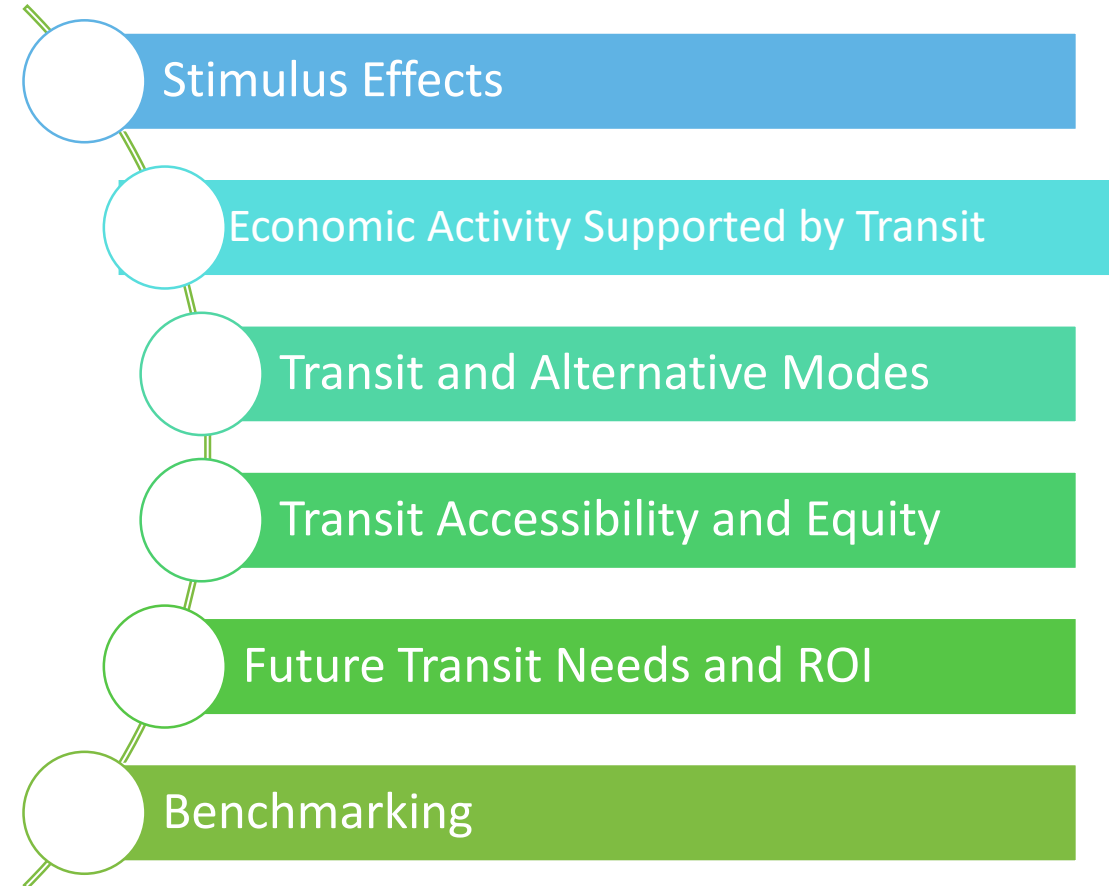 Stimulus Effects
Economic Activity Supported by Transit
Transit and Alternative Modes
Transit Accessibility and Equity
Future Transit Needs and ROI
Benchmarking